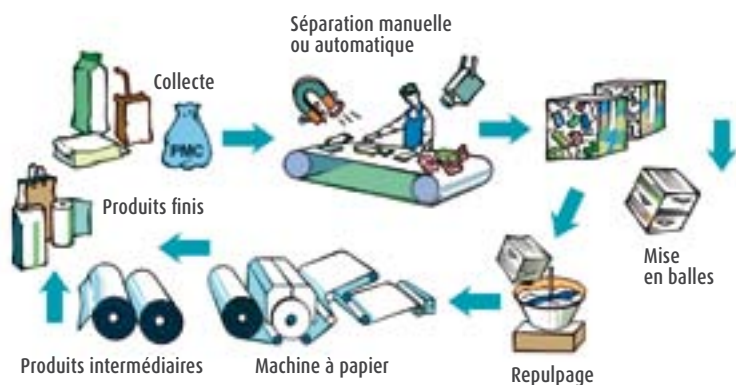 Séparation manuelle
ou automatique
Collecte
PMC
Produits finis
Mise
en balles
Produits intermédiaires
Machine à papier
Repulpage